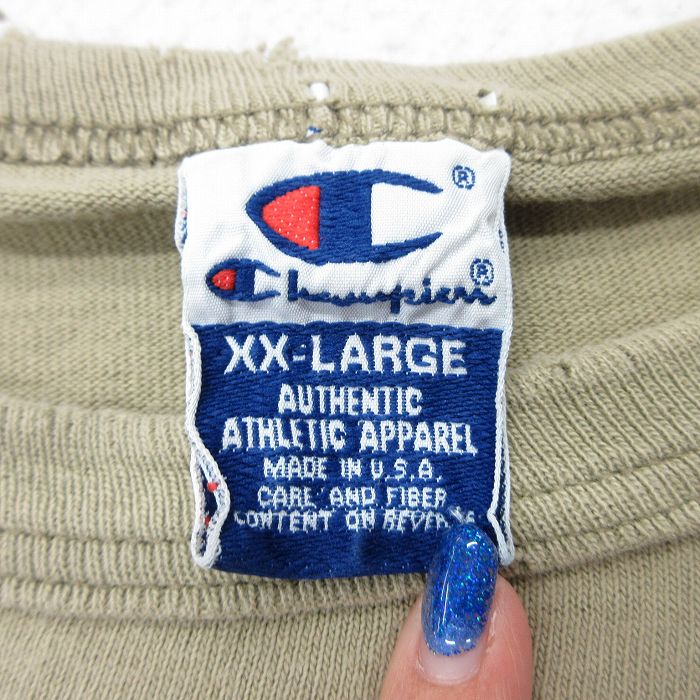 ®
Champion ®
XX-LARGE
AUTHENTIC
ATHLETIC APPAREL
MADE IN U.S.A.
CARE AND FIBER
CONTENT ON REVERSE